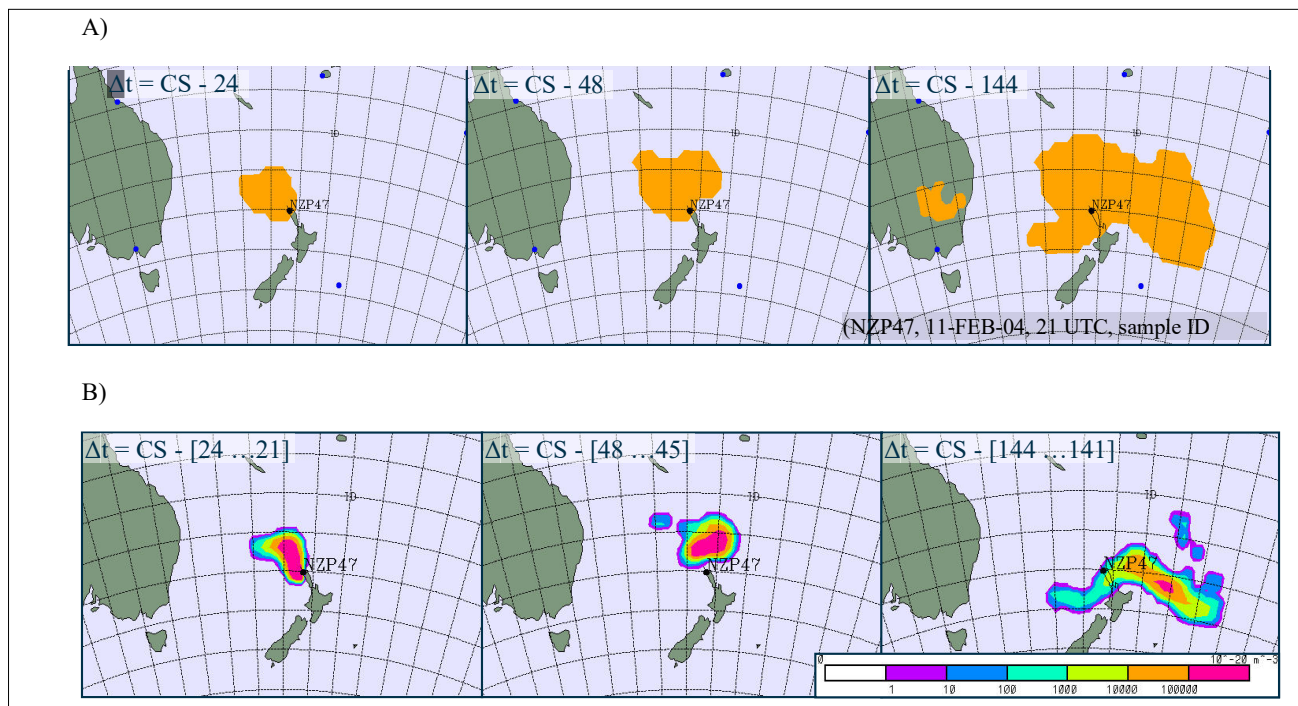 A)
Δt = CS - 24
Δt = CS - 48
Δt = CS - 144
ID
ID
ID
NZP47
NZP47
NZP47
(NZP47, 11-FEB-04, 21 UTC, sample ID
B)
Δt = CS - [24 …21]
Δt = CS - [48 …45]
Δt = CS - [144 …141]
ID
ID
ID
NZP47
NZP47
NZP47
0 10^-20 m^-3
1 10 100 1000 10000 100000